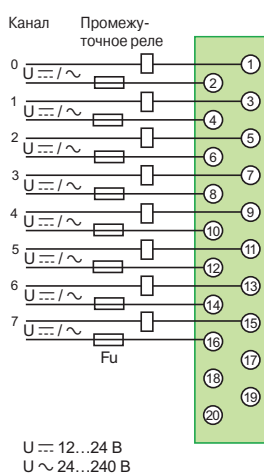 Канал Промежу-
точное реле
0 1
U ⎓ / ∼ 2
1 3
U ⎓ / ∼ 4
2 5
U ⎓ / ∼ 6
3 7
U ⎓ / ∼ 8
4 9
U ⎓ / ∼ 10
5 11
U ⎓ / ∼ 12
6 13
U ⎓ / ∼ 14
7 15
U ⎓ / ∼ 16
Fu 17
18
19
20
U ⎓ 12...24 В
U ∼ 24...240 В